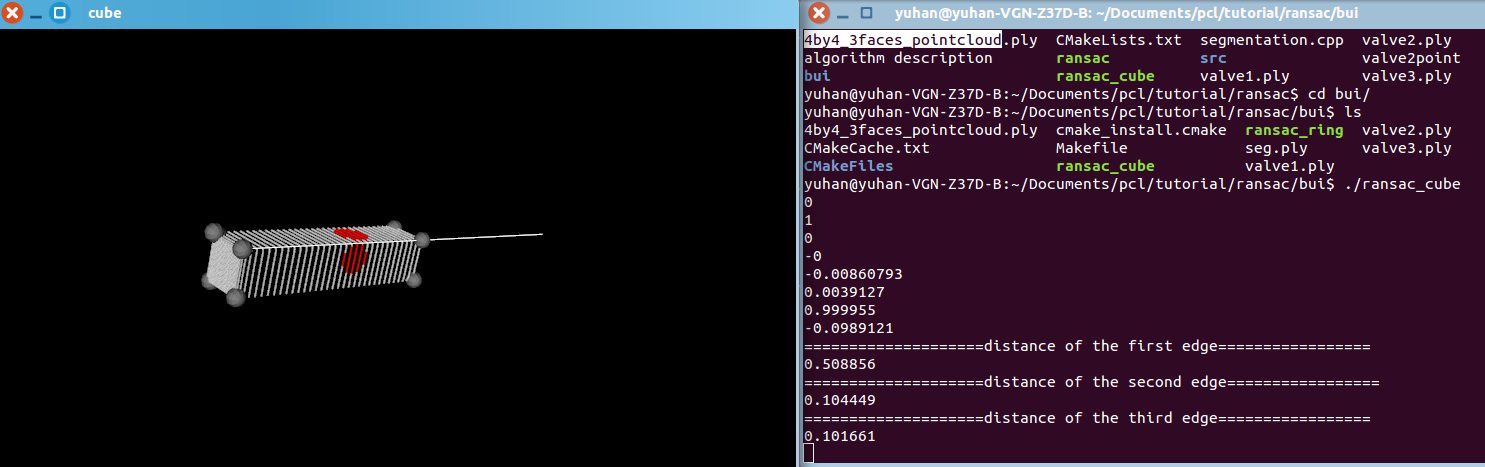 cube
yuhan@yuhan-VGN-Z37D-B: ~/Documents/pcl/tutorial/ransac/bui
4by4_3faces_pointcloud.ply CMakeLists.txt segmentation.cpp valve2.ply
algorithm description ransac src valve2point
bui ransac_cube valve1.ply valve3.ply
yuhan@yuhan-VGN-Z37D-B:~/Documents/pcl/tutorial/ransac$ cd bui/
yuhan@yuhan-VGN-Z37D-B:~/Documents/pcl/tutorial/ransac/bui$ ls
4by4_3faces_pointcloud.ply cmake_install.cmake ransac_ring valve2.ply
CMakeCache.txt Makefile seg.ply valve3.ply
CMakeFiles ransac_cube valve1.ply
yuhan@yuhan-VGN-Z37D-B:~/Documents/pcl/tutorial/ransac/bui$ ./ransac_cube
0
1
0
-0
-0.00860793
0.0039127
0.999955
-0.0989121
====================distance of the first edge=================
0.508856
====================distance of the second edge=================
0.104449
====================distance of the third edge=================
0.101661